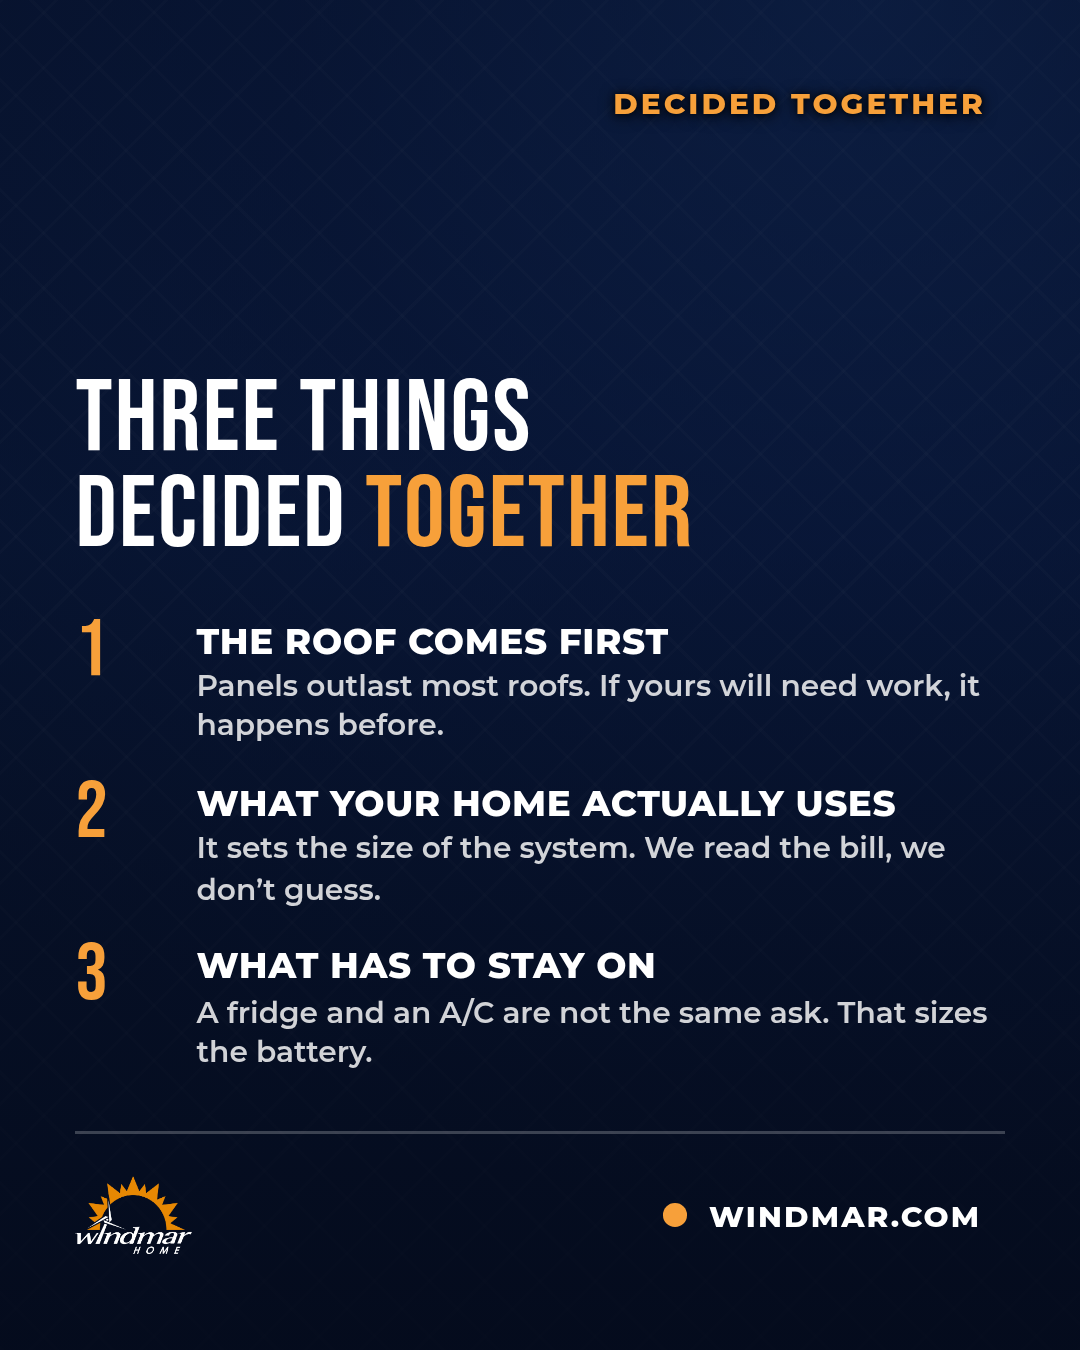 DECIDED TOGETHER
THREE THINGS
DECIDED TOGETHER
1
THE ROOF COMES FIRST
Panels outlast most roofs. If yours will need work, it
happens before.
2
WHAT YOUR HOME ACTUALLY USES
It sets the size of the system. We read the bill, we
don’t guess.
3
WHAT HAS TO STAY ON
A fridge and an A/C are not the same ask. That sizes
the battery.
windmar
HOME
WINDMAR.COM